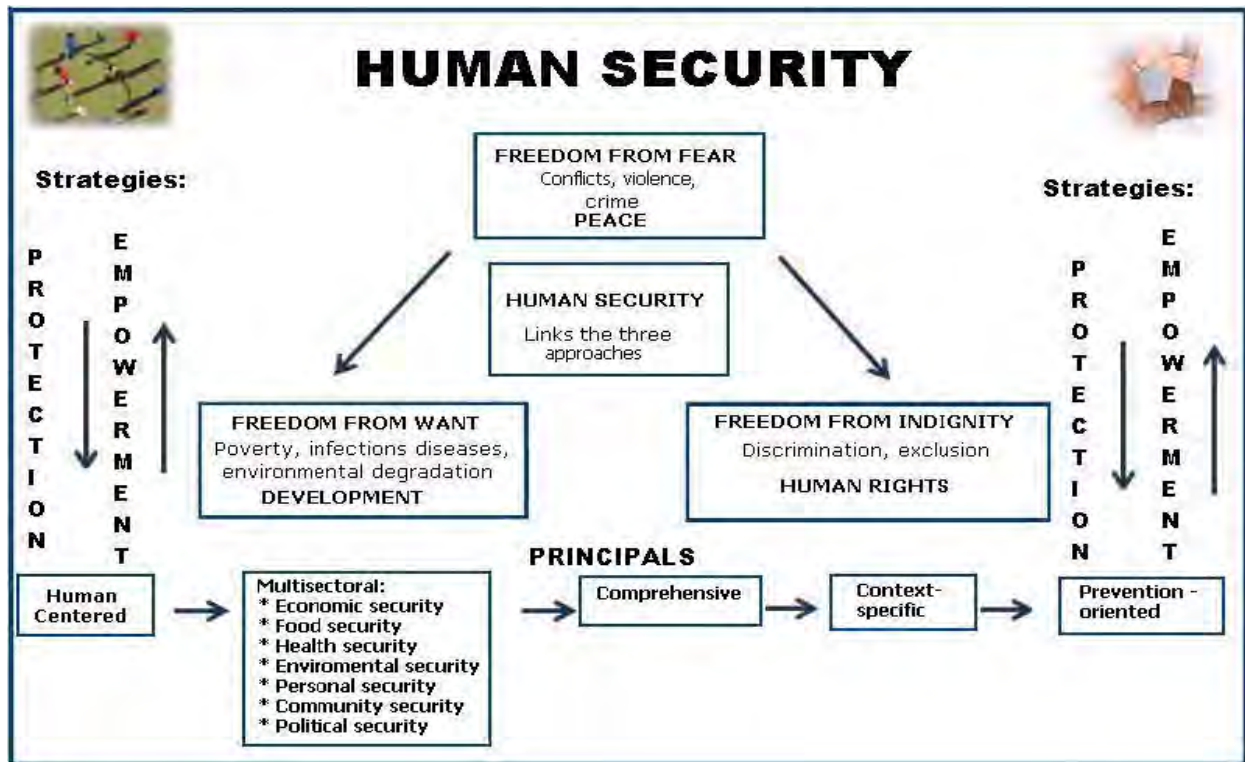 HUMAN SECURITY
Strategies:
PROTECTION
EMPOWERMENT
FREEDOM FROM FEAR
Conflicts, violence,
crime
PEACE
HUMAN SECURITY
Links the three
approaches
FREEDOM FROM WANT
Poverty, infections diseases,
environmental degradation
DEVELOPMENT
FREEDOM FROM INDIGNITY
Discrimination, exclusion
HUMAN RIGHTS
Strategies:
PROTECTION
EMPOWERMENT
PRINCIPALS
Human
Centered
Multisectoral:
* Economic security
* Food security
* Health security
* Enviromental security
* Personal security
* Community security
* Political security
Comprehensive
Context-
specific
Prevention -
oriented